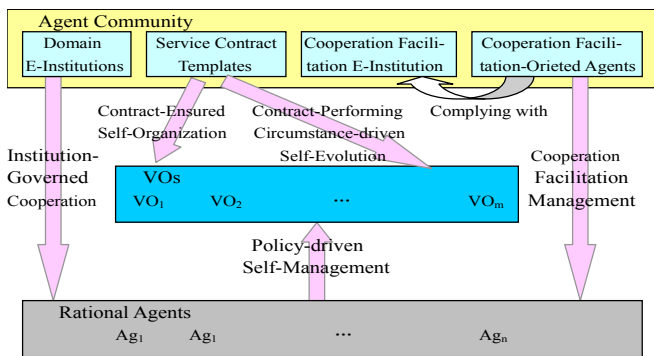 Agent Community
Domain
E-Institutions
Service Contract
Templates
Cooperation Facili-
tation E-Institution
Cooperation Facili-
tation-Orieted Agents
Contract-Ensured
Self-Organization
Contract-Performing
Circumstance-driven
Self-Evolution
Complying with
Institution-
Governed
Cooperation
Cooperation
Facilitation
Management
VOs
VO1 VO2 ... VOm
Policy-driven
Self-Management
Rational Agents
Ag1 Ag1 ... Agn